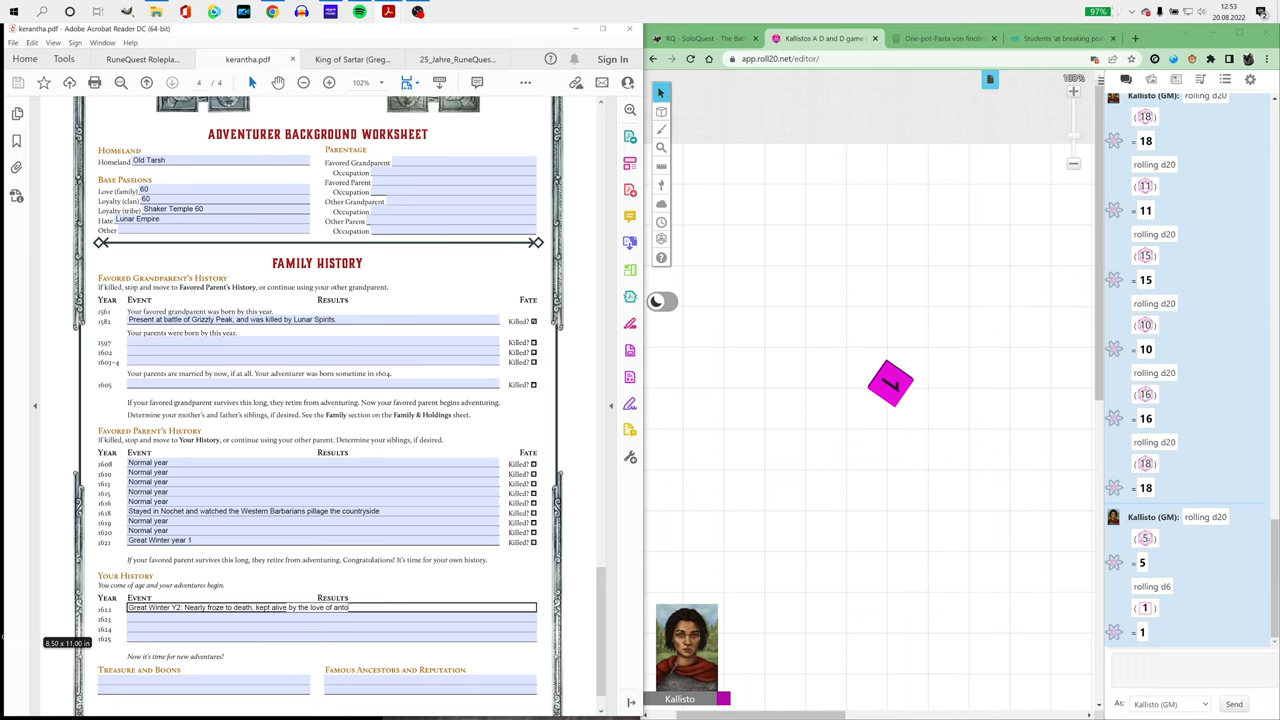 97%
12:53
20.08.2022
kerantha.pdf - Adobe Acrobat Reader DC (64-bit)
File Edit View Sign Window Help
Home Tools
RuneQuest Rolepla...
kerantha.pdf ×
King of Sartar (Greg...
25_Jahre_RuneQues...
Sign In
4 / 4
102%
ADVENTURER BACKGROUND WORKSHEET
HOMELAND
Homeland Old Tarsh
BASE PASSIONS
Love (family) 60
Loyalty (clan) 60
Loyalty (tribe) Shaker Temple 60
Hate Lunar Empire
Other
PARENTAGE
Favored Grandparent
Occupation
Favored Parent
Occupation
Other Grandparent
Occupation
Other Parent
Occupation
FAMILY HISTORY
FAVORED GRANDPARENT'S HISTORY
If killed, stop and move to Favored Parent's History, or continue using your other grandparent.
YEAR EVENT RESULTS FATE
1561 Your favored grandparent was born by this year.
1582 Present at battle of Grizzly Peak, and was killed by Lunar Spirits. Killed?
Your parents were born by this year.
1597 Killed?
1602 Killed?
1603–4 Killed?
Your parents are married by now, if at all. Your adventurer was born sometime in 1604.
1605 Killed?
If your favored grandparent survives this long, they retire from adventuring. Now your favored parent begins adventuring.
Determine your mother's and father's siblings, if desired. See the Family section on the Family & Holdings sheet.
FAVORED PARENT'S HISTORY
If killed, stop and move to Your History, or continue using your other parent. Determine your siblings, if desired.
YEAR EVENT RESULTS FATE
1608 Normal year Killed?
1610 Normal year Killed?
1613 Normal year Killed?
1615 Normal year Killed?
1616 Normal year Killed?
1618 Stayed in Nochet and watched the Western Barbarians pillage the countryside Killed?
1619 Normal year Killed?
1620 Normal year Killed?
1621 Great Winter year 1 Killed?
If your favored parent survives this long, they retire from adventuring. Congratulations! It's time for your own history.
YOUR HISTORY
You come of age and your adventures begin.
YEAR EVENT RESULTS
1622 Great Winter Y2: Nearly froze to death, kept alive by the love of anto
1623
1624
1625
8,50 x 11,00 in
Now it's time for new adventures!
TREASURE AND BOONS
FAMOUS ANCESTORS AND REPUTATION
RQ - SoloQuest - The Batt
Kallistos A D and D game
One-pot-Pasta von finolin
Students 'at breaking poin
app.roll20.net/editor/
100%
1
Kallisto
Kallisto (GM): rolling d20
(18)
= 18
rolling d20
(11)
= 11
rolling d20
(15)
= 15
rolling d20
(10)
= 10
rolling d20
(16)
= 16
rolling d20
(18)
= 18
Kallisto (GM): rolling d20
(5)
= 5
rolling d6
(1)
= 1
As: Kallisto (GM) Send